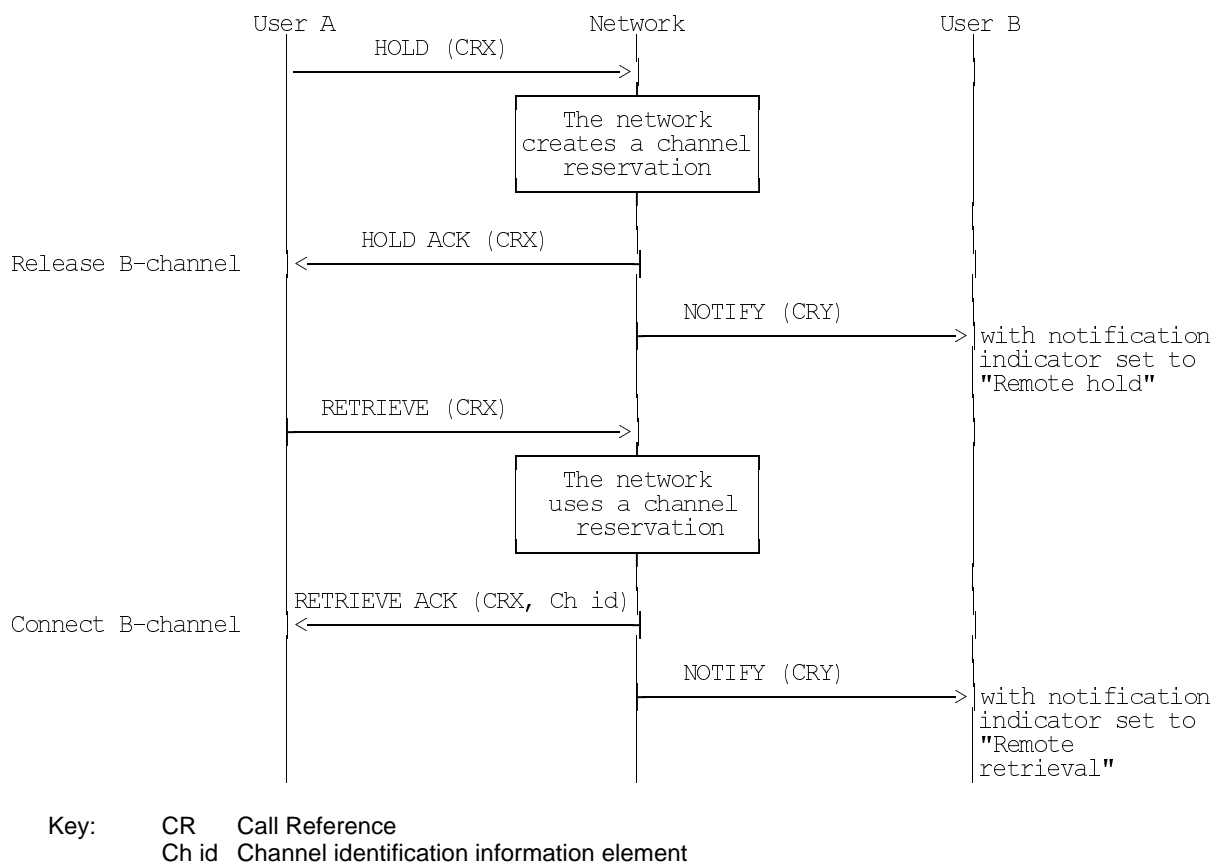 User A Network User B
HOLD (CRX)
The network
creates a channel
reservation
HOLD ACK (CRX)
Release B-channel
NOTIFY (CRY)
with notification
indicator set to
"Remote hold"
RETRIEVE (CRX)
The network
uses a channel
reservation
RETRIEVE ACK (CRX, Ch id)
Connect B-channel
NOTIFY (CRY)
with notification
indicator set to
"Remote
retrieval"
Key: CR Call Reference
Ch id Channel identification information element